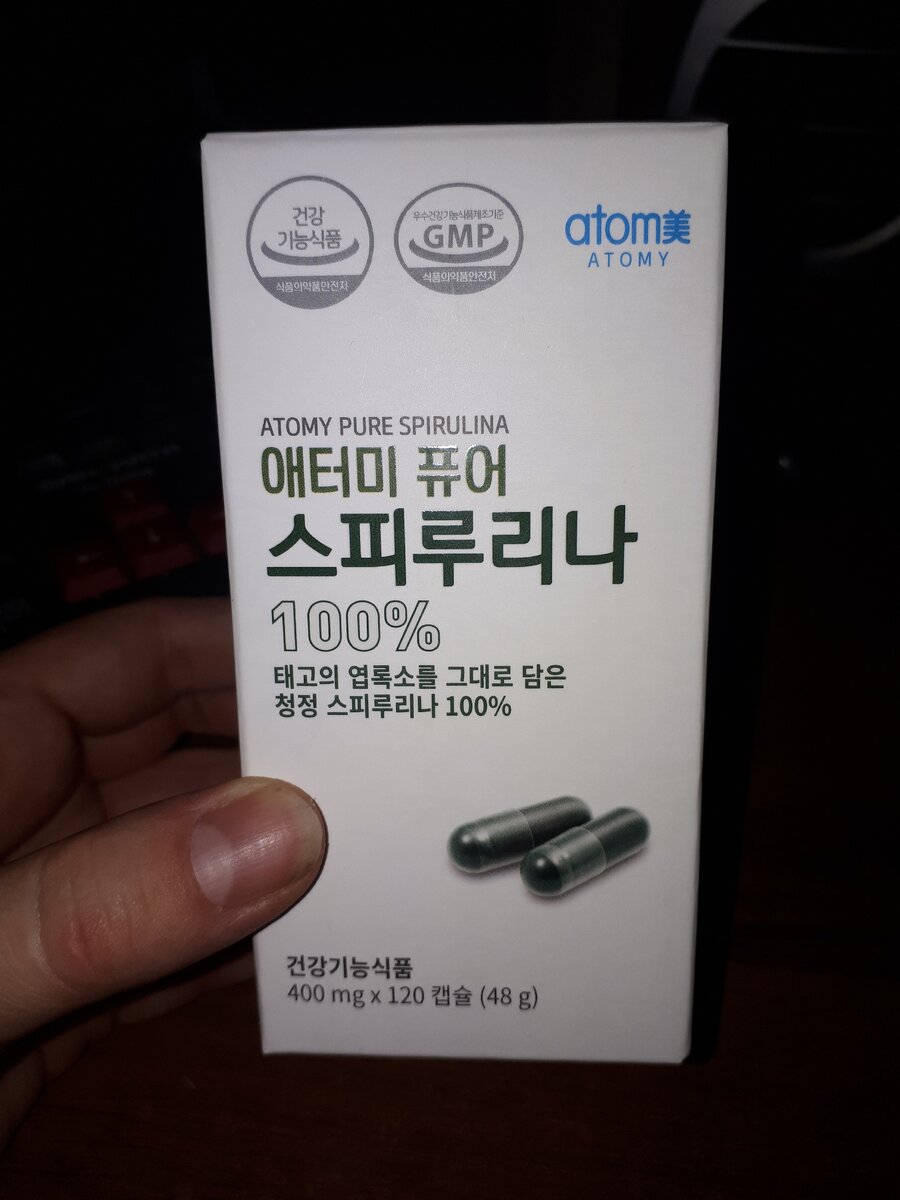 건강
기능식품
식품의약품안전처
우수건강기능식품제조기준
GMP
식품의약품안전처
atom美
ATOMY
ATOMY PURE SPIRULINA
애터미 퓨어
스피루리나
100%
태고의 엽록소를 그대로 담은
청정 스피루리나 100%
건강기능식품
400 mg x 120 캡슐 (48 g)